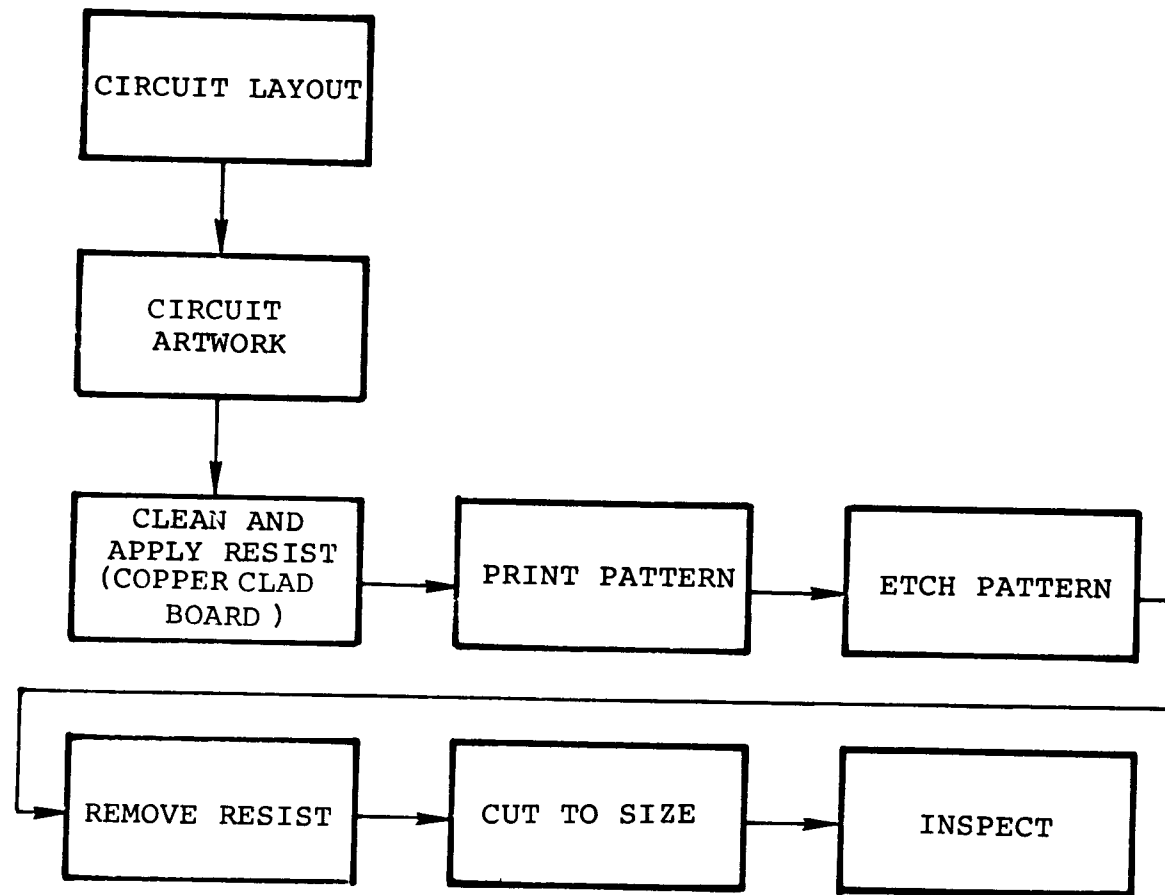 CIRCUIT LAYOUT
CIRCUIT
ARTWORK
CLEAN AND
APPLY RESIST
(COPPER CLAD
BOARD )
PRINT PATTERN
ETCH PATTERN
REMOVE RESIST
CUT TO SIZE
INSPECT